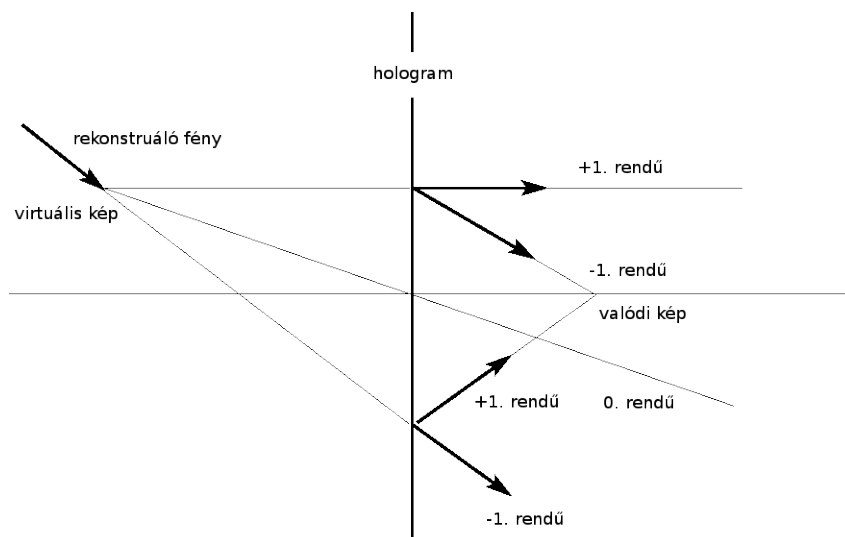 hologram
rekonstruáló fény
+1. rendű
virtuális kép
-1. rendű
valódi kép
+1. rendű
0. rendű
-1. rendű